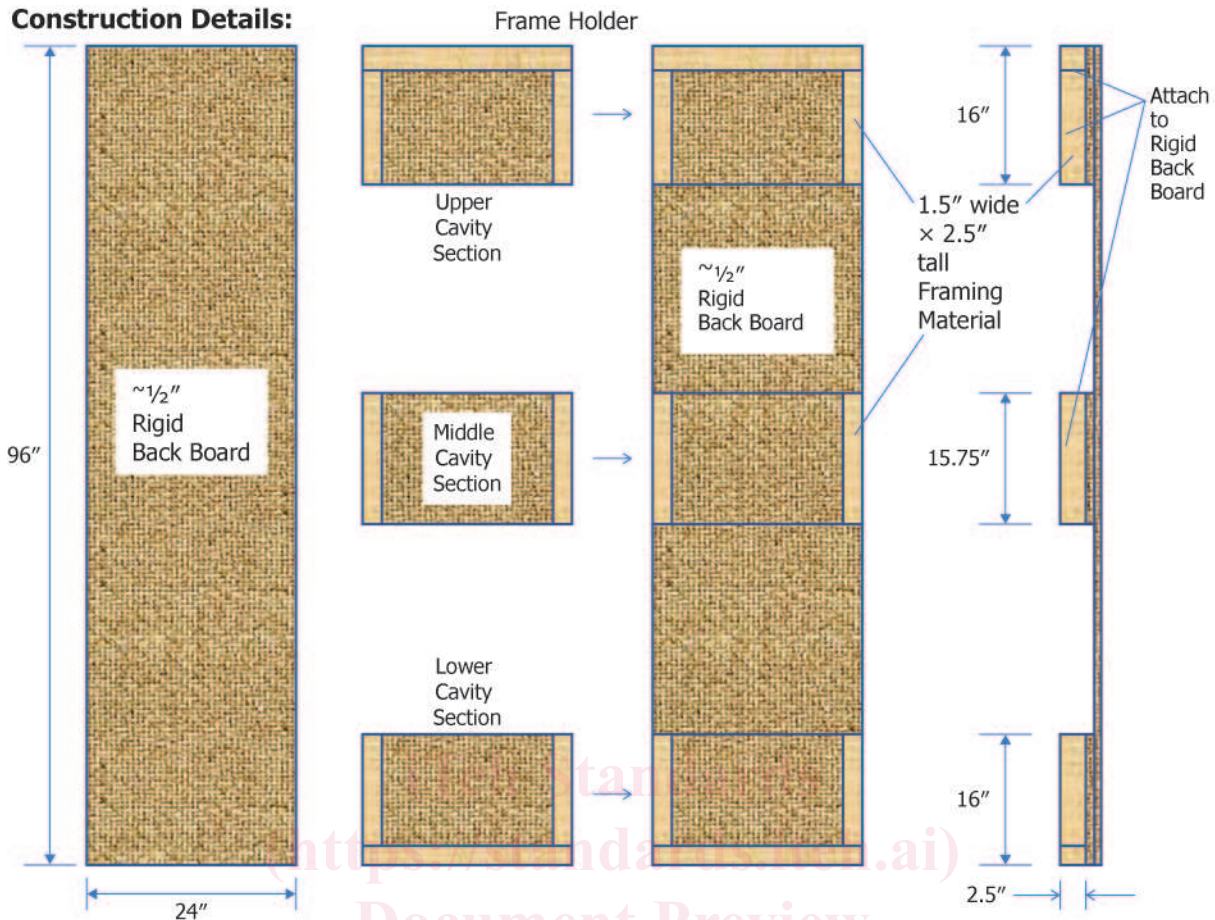 Construction Details:
Frame Holder
96″
~½″
Rigid
Back Board
24″
Upper
Cavity
Section
Middle
Cavity
Section
Lower
Cavity
Section
~½″
Rigid
Back Board
1.5″ wide
× 2.5″
tall
Framing
Material
16″
15.75″
16″
2.5″
Attach
to
Rigid
Back
Board
iTeh Standards
(https://standards.iteh.ai)
Document Preview